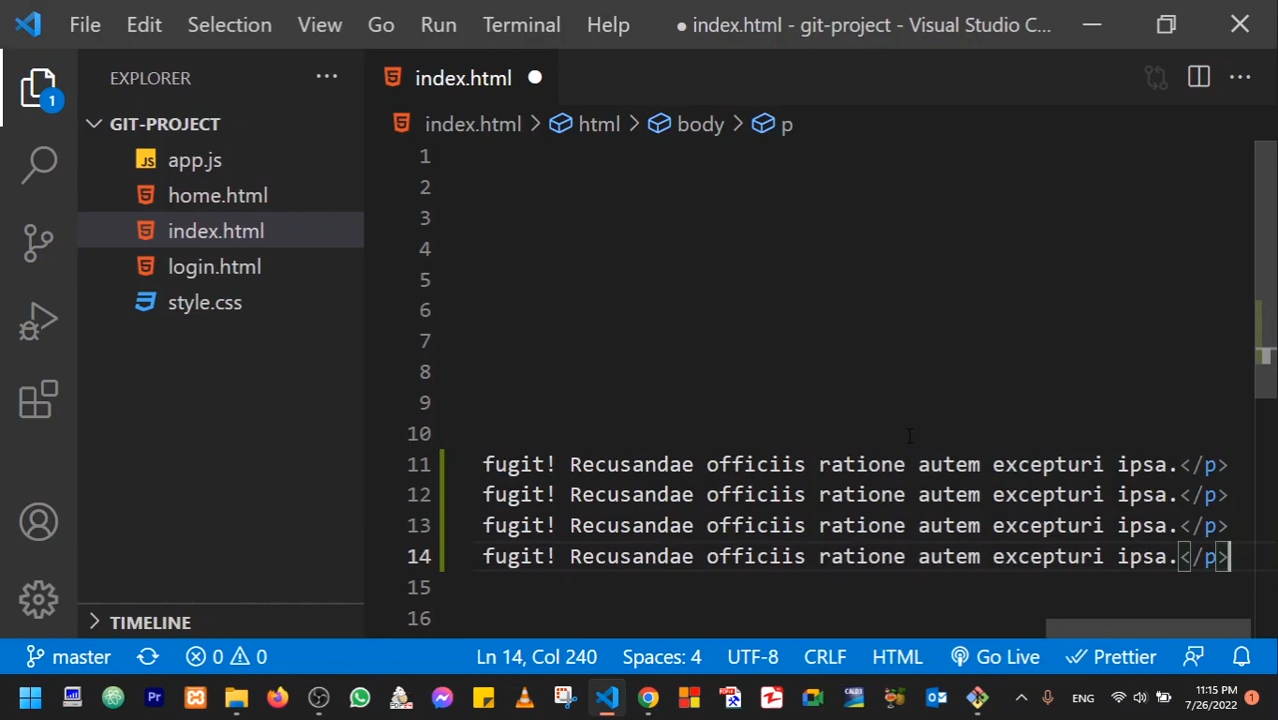 File Edit Selection View Go Run Terminal Help ● index.html - git-project - Visual Studio C...
EXPLORER ...
index.html ●
GIT-PROJECT
index.html > html > body > p
JS app.js
home.html
index.html
login.html
style.css
1
2
3
4
5
6
7
8
9
10
11 fugit! Recusandae officiis ratione autem excepturi ipsa.</p>
12 fugit! Recusandae officiis ratione autem excepturi ipsa.</p>
13 fugit! Recusandae officiis ratione autem excepturi ipsa.</p>
14 fugit! Recusandae officiis ratione autem excepturi ipsa.</p>
15
16
1
TIMELINE
master 0 0 Ln 14, Col 240 Spaces: 4 UTF-8 CRLF HTML Go Live Prettier
Pr ENG 11:15 PM
7/26/2022 1